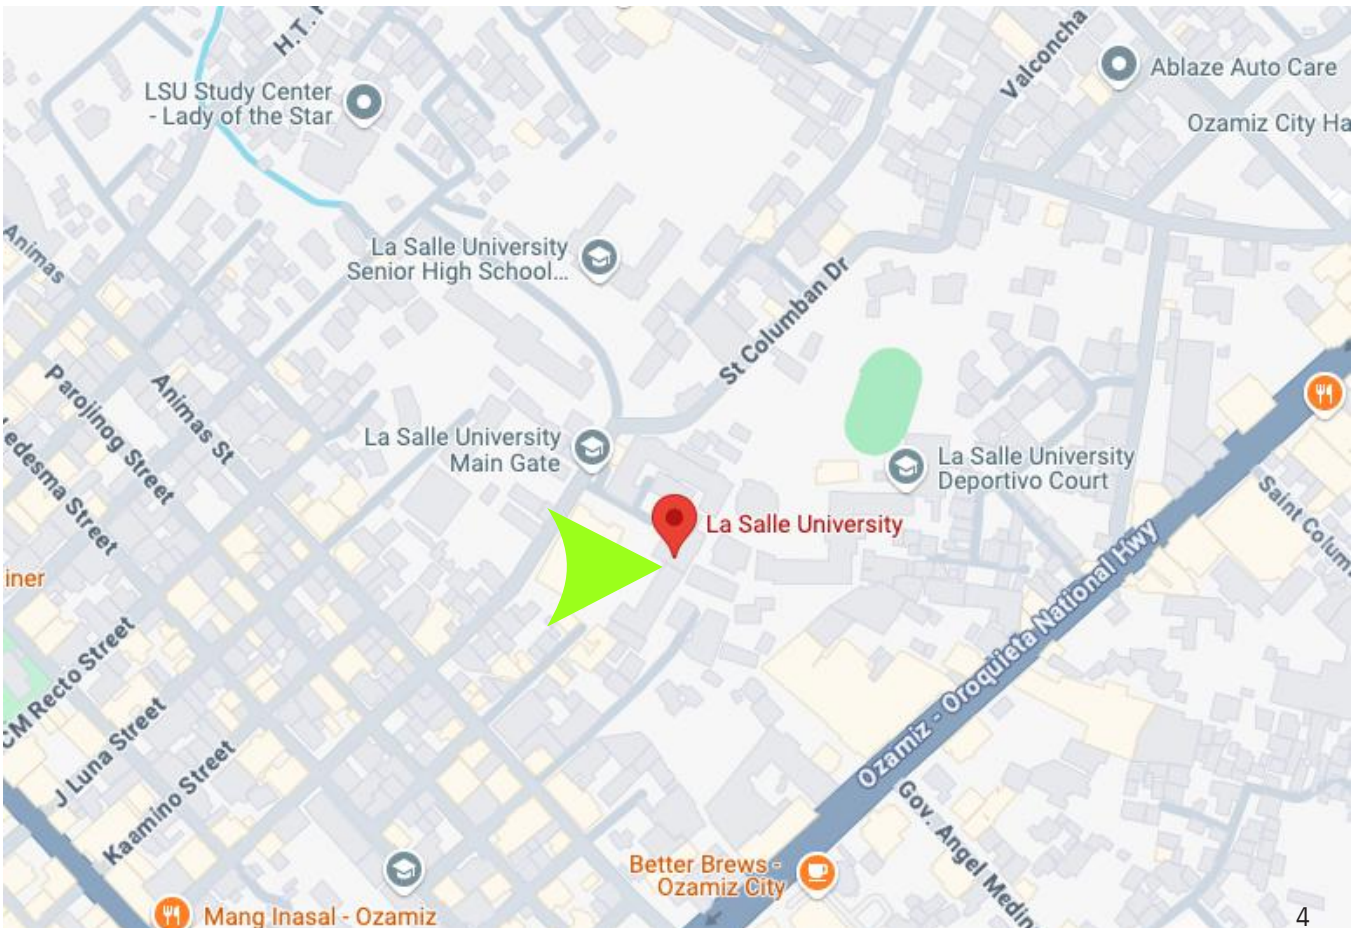 H.T.
Valconcha
Ablaze Auto Care
LSU Study Center
- Lady of the Star
Ozamiz City Ha
Animas
La Salle University
Senior High School...
St Columban Dr
Parojinog Street
Animas St
edesma Street
La Salle University
Main Gate
La Salle University
Deportivo Court
Saint Colum
La Salle University
iner
Ozamiz - Oroquieta National Hwy
CM Recto Street
J Luna Street
Kaamino Street
Gov. Angel Medin
Better Brews -
Ozamiz City
Mang Inasal - Ozamiz
4